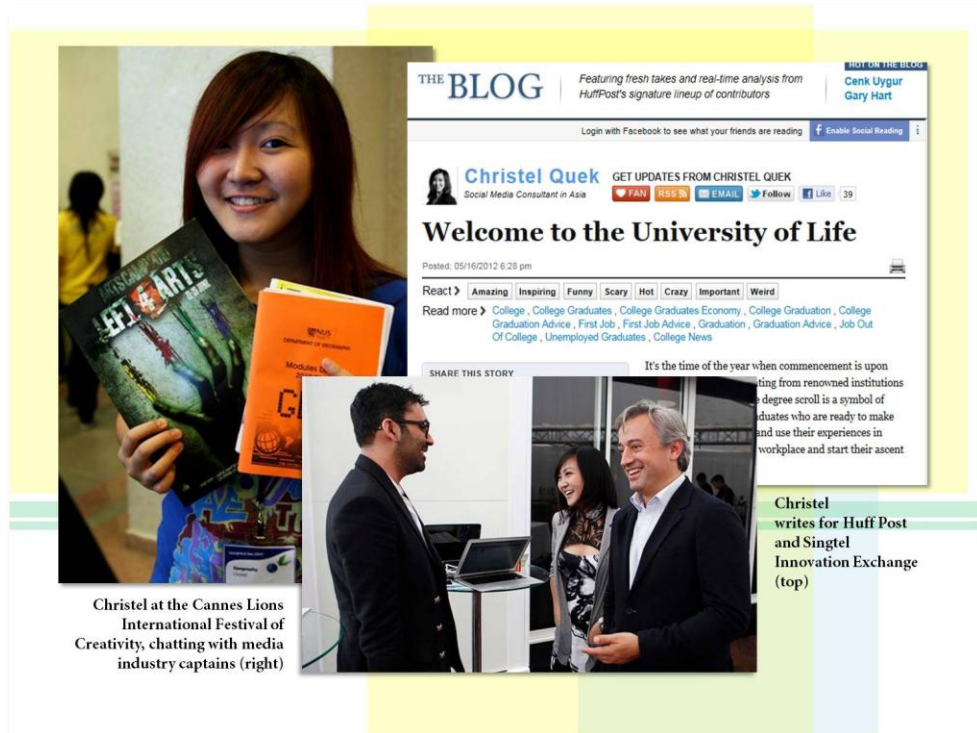 ARTSCAMP 2010
LEFT 4 ARTS
NUS
DEPARTMENT OF GEOGRAPHY
Modules
THE BLOG
Featuring fresh takes and real-time analysis from
HuffPost's signature lineup of contributors
HOT ON THE BLOG
Cenk Uygur
Gary Hart
Login with Facebook to see what your friends are reading
f Enable Social Reading
i
Christel Quek
Social Media Consultant in Asia
GET UPDATES FROM CHRISTEL QUEK
FAN RSS EMAIL Follow Like 39
Welcome to the University of Life
Posted: 05/16/2012 6:28 pm
React > Amazing Inspiring Funny Scary Hot Crazy Important Weird
Read more > College , College Graduates , College Graduates Economy , College Graduation , College
Graduation Advice , First Job , First Job Advice , Graduation , Graduation Advice , Job Out
Of College , Unemployed Graduates , College News
SHARE THIS STORY
It's the time of the year when commencement is upon
ting from renowned institutions
degree scroll is a symbol of
duates who are ready to make
and use their experiences in
workplace and start their ascent
Christel
writes for Huff Post
and Singtel
Innovation Exchange
(top)
Christel at the Cannes Lions
International Festival of
Creativity, chatting with media
industry captains (right)
Geography